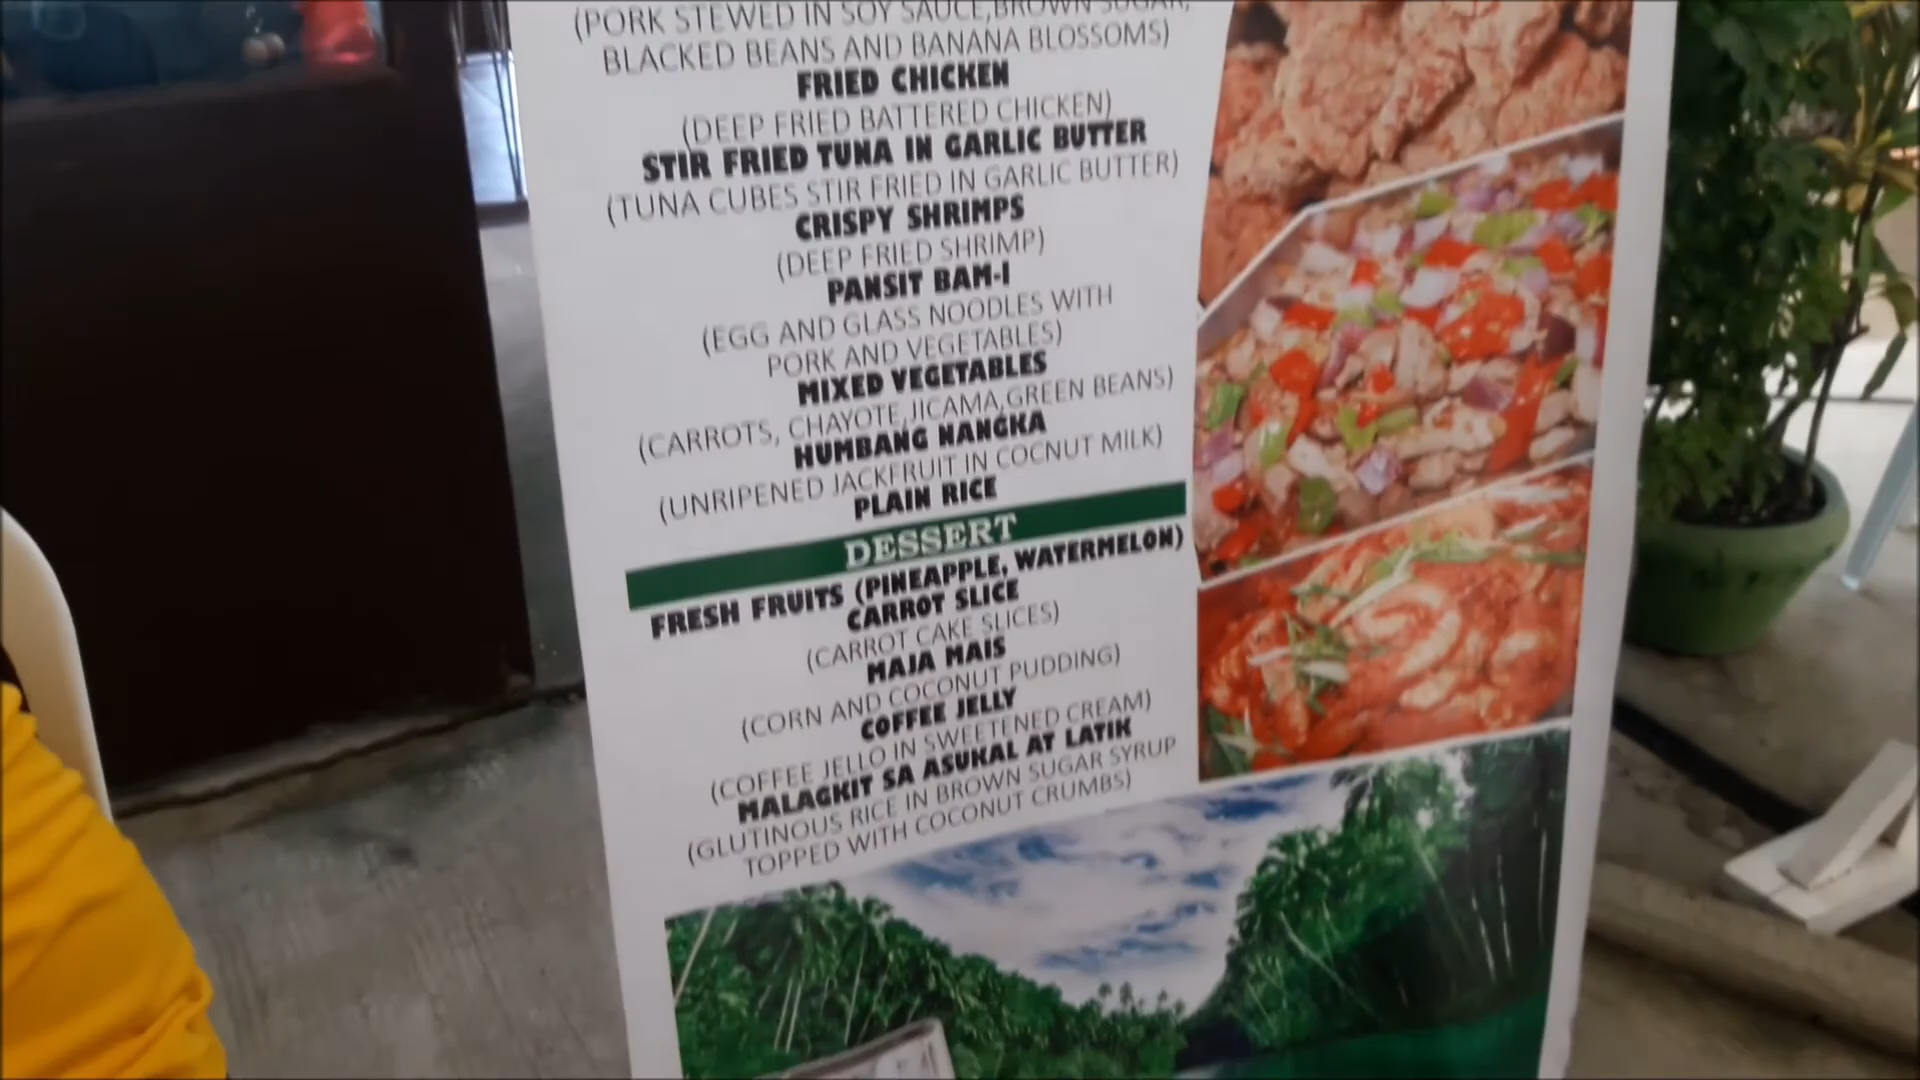 (PORK STEWED IN SOY SAUCE,BROWN SUGAR,
BLACKED BEANS AND BANANA BLOSSOMS)
FRIED CHICKEN
(DEEP FRIED BATTERED CHICKEN)
STIR FRIED TUNA IN GARLIC BUTTER
(TUNA CUBES STIR FRIED IN GARLIC BUTTER)
CRISPY SHRIMPS
(DEEP FRIED SHRIMP)
PANSIT BAM-I
(EGG AND GLASS NOODLES WITH
PORK AND VEGETABLES)
MIXED VEGETABLES
(CARROTS, CHAYOTE,JICAMA,GREEN BEANS)
HUMBANG NANGKA
(UNRIPENED JACKFRUIT IN COCNUT MILK)
PLAIN RICE
DESSERT
FRESH FRUITS (PINEAPPLE, WATERMELON)
CARROT SLICE
(CARROT CAKE SLICES)
MAJA MAIS
(CORN AND COCONUT PUDDING)
COFFEE JELLY
(COFFEE JELLO IN SWEETENED CREAM)
MALAGKIT SA ASUKAL AT LATIK
(GLUTINOUS RICE IN BROWN SUGAR SYRUP
TOPPED WITH COCONUT CRUMBS)